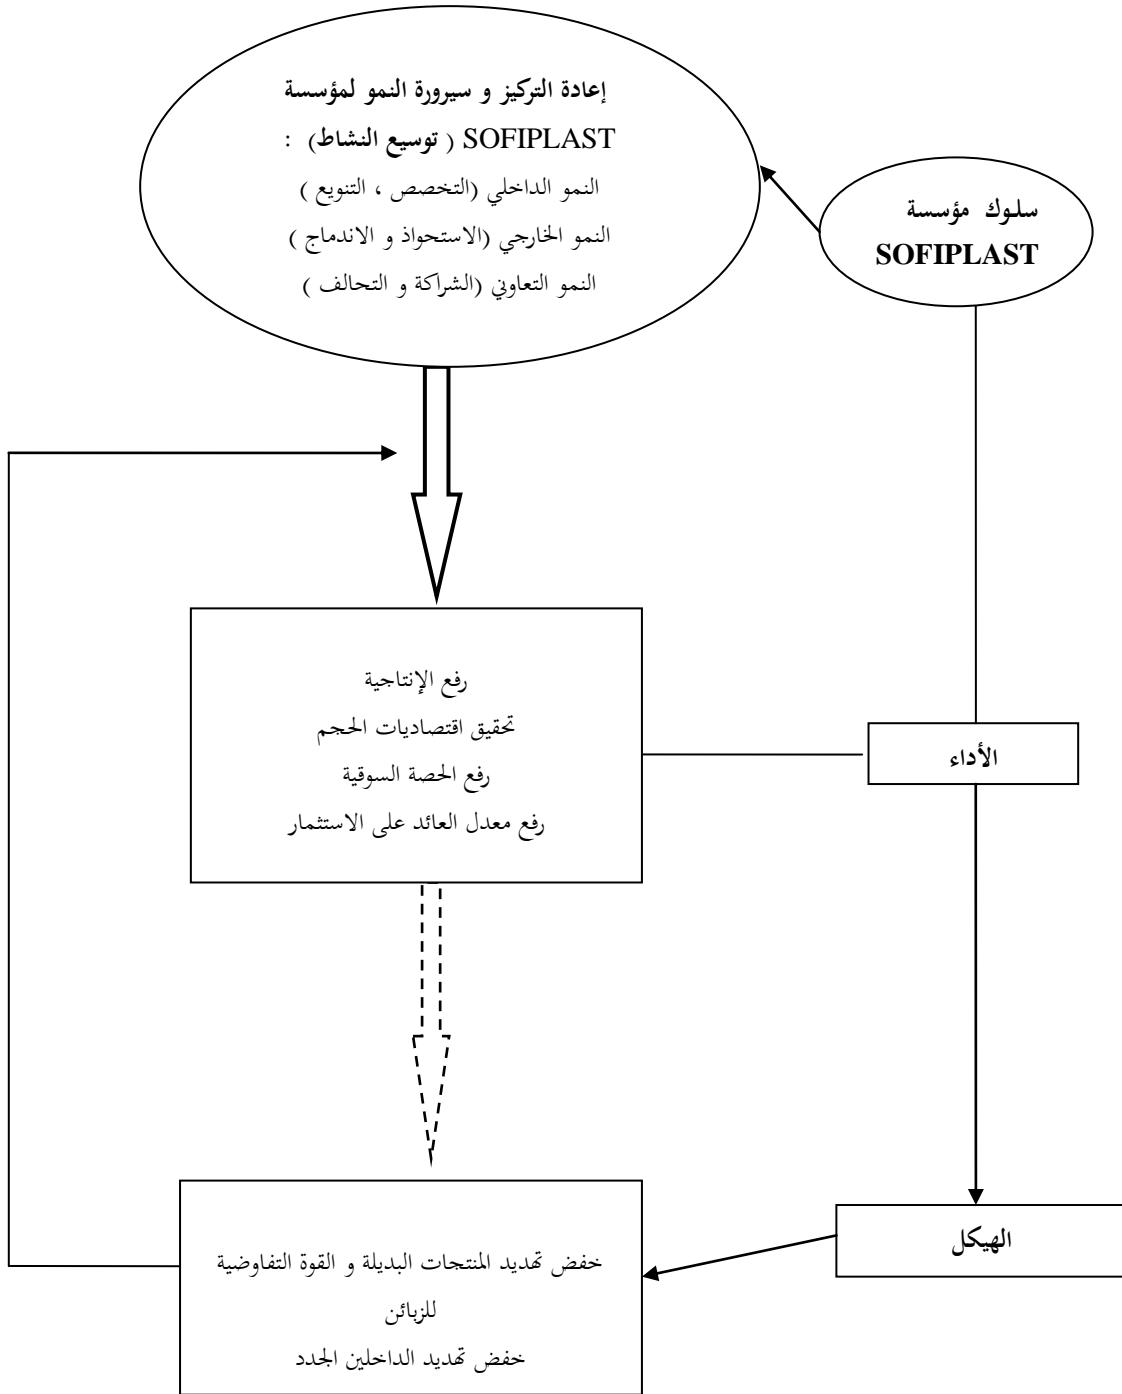 إعادة التركيز و سيرورة النمو لمؤسسة
SOFIPLAST ( توسيع النشاط) :
النمو الداخلي (التخصص ، التنويع )
النمو الخارجي (الاستحواذ و الاندماج )
النمو التعاوني (الشراكة و التحالف )
سلوك مؤسسة
SOFIPLAST
رفع الإنتاجية
تحقيق اقتصاديات الحجم
رفع الحصة السوقية
رفع معدل العائد على الاستثمار
الأداء
الهيكل
خفض تهديد المنتجات البديلة و القوة التفاوضية
للزبائن
خفض تهديد الداخلين الجدد